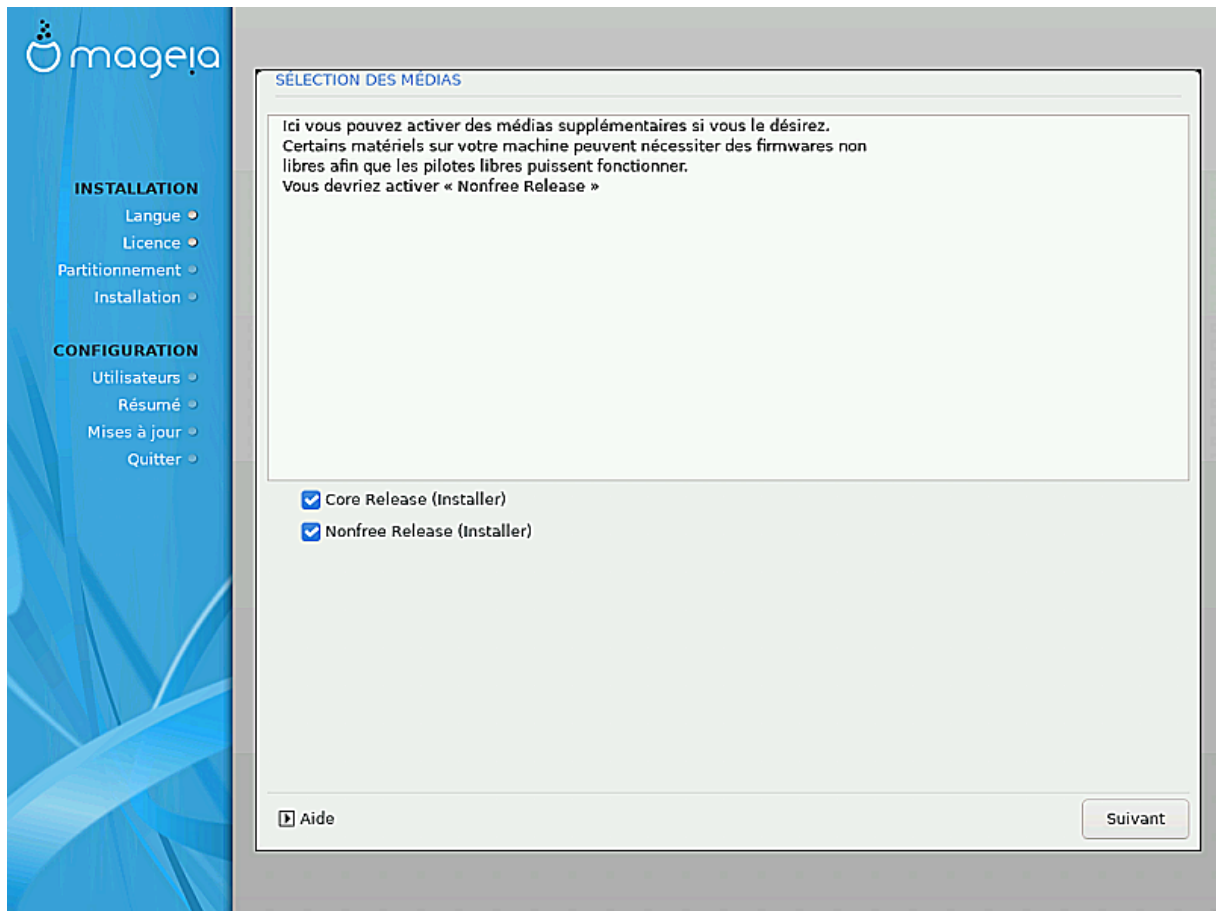 mageia
INSTALLATION
Langue
Licence
Partitionnement
Installation
CONFIGURATION
Utilisateurs
Résumé
Mises à jour
Quitter
SÉLECTION DES MÉDIAS
Ici vous pouvez activer des médias supplémentaires si vous le désirez.
Certains matériels sur votre machine peuvent nécessiter des firmwares non
libres afin que les pilotes libres puissent fonctionner.
Vous devriez activer « Nonfree Release »
Core Release (Installer)
Nonfree Release (Installer)
Aide
Suivant